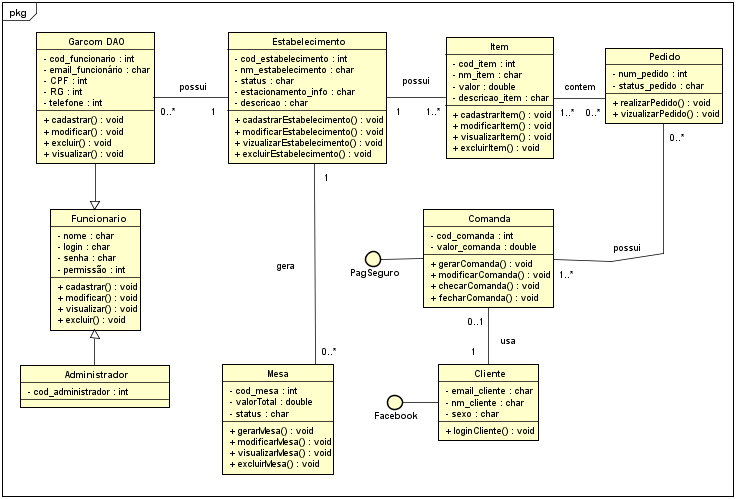 pkg
Garcom DAO
- cod_funcionario : int
- email_funcionário : char
- CPF : int
- RG : int
- telefone : int
+ cadastrar() : void
+ modificar() : void
+ excluir() : void
+ visualizar() : void
possui
0..*
1
Estabelecimento
- cod_estabelecimento : int
- nm_estabelecimento : char
- status : char
- estacionamento_info : char
- descricao : char
+ cadastrarEstabelecimento() : void
+ modificarEstabelecimento() : void
+ vizualizarEstabelecimento() : void
+ excluirEstabelecimento() : void
possui
1
1..*
Item
- cod_item : int
- nm_item : char
- valor : double
- descricao_item : char
+ cadastrarItem() : void
+ modificarItem() : void
+ visualizarItem() : void
+ excluirItem() : void
contem
1..*
0..*
Pedido
- num_pedido : int
- status_pedido : char
+ realizarPedido() : void
+ vizualizarPedido() : void
0..*
possui
1..*
Funcionario
- nome : char
- login : char
- senha : char
- permissão : int
+ cadastrar() : void
+ modificar() : void
+ visualizar() : void
+ excluir() : void
1
gera
0..*
Comanda
- cod_comanda : int
- valor_comanda : double
+ gerarComanda() : void
+ modificarComanda() : void
+ checarComanda() : void
+ fecharComanda() : void
PagSeguro
0..1
usa
1
Administrador
- cod_administrador : int
Mesa
- cod_mesa : int
- valorTotal : double
- status : char
+ gerarMesa() : void
+ modificarMesa() : void
+ visualizarMesa() : void
+ excluirMesa() : void
Cliente
- email_cliente : char
- nm_cliente : char
- sexo : char
+ loginCliente() : void
Facebook